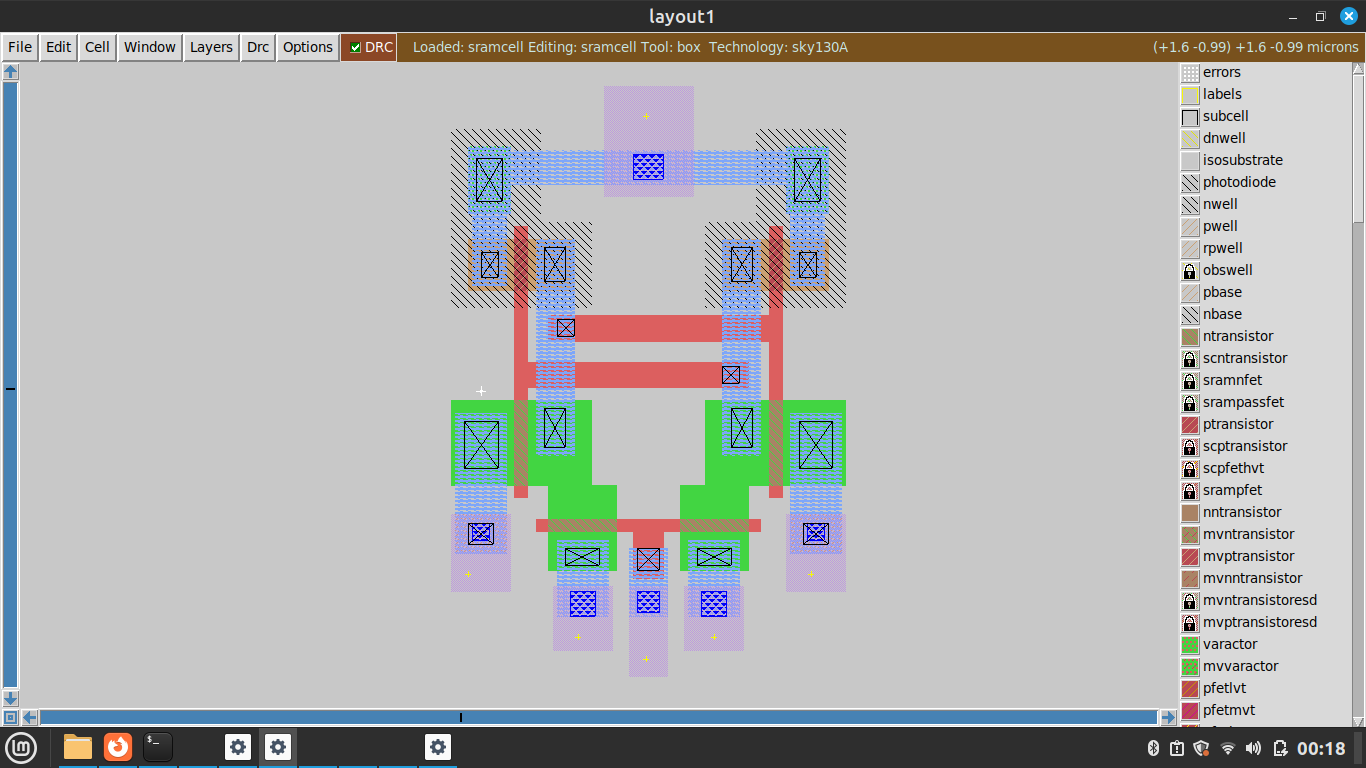 layout1
File Edit Cell Window Layers Drc Options DRC Loaded: sramcell Editing: sramcell Tool: box Technology: sky130A (+1.6 -0.99) +1.6 -0.99 microns
errors
labels
subcell
dnwell
isosubstrate
photodiode
nwell
pwell
rpwell
obswell
pbase
nbase
ntransistor
scntransistor
sramnfet
srampassfet
ptransistor
scptransistor
scpfethvt
srampfet
nntransistor
mvntransistor
mvptransistor
mvnntransistor
mvntransistoresd
mvptransistoresd
varactor
mvvaractor
pfetlvt
pfetmvt
00:18